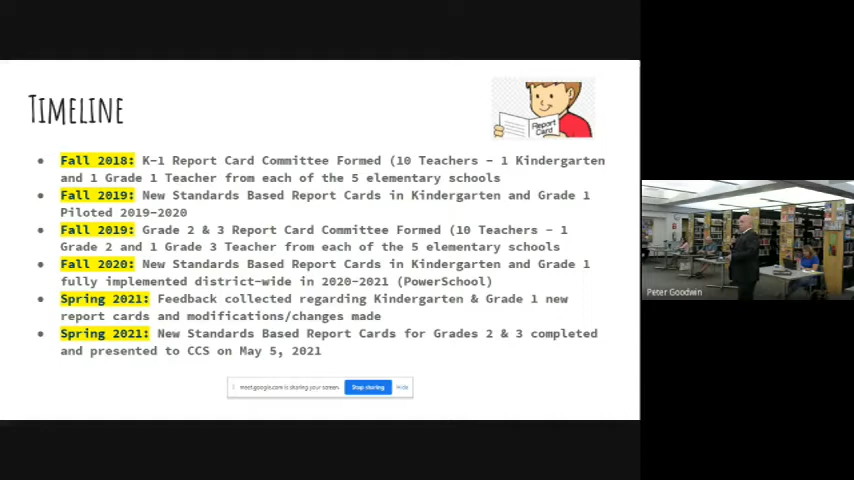 TIMELINE
Report
Card
● Fall 2018: K-1 Report Card Committee Formed (10 Teachers - 1 Kindergarten
and 1 Grade 1 Teacher from each of the 5 elementary schools
● Fall 2019: New Standards Based Report Cards in Kindergarten and Grade 1
Piloted 2019-2020
● Fall 2019: Grade 2 & 3 Report Card Committee Formed (10 Teachers - 1
Grade 2 and 1 Grade 3 Teacher from each of the 5 elementary schools
● Fall 2020: New Standards Based Report Cards in Kindergarten and Grade 1
fully implemented district-wide in 2020-2021 (PowerSchool)
● Spring 2021: Feedback collected regarding Kindergarten & Grade 1 new
report cards and modifications/changes made
● Spring 2021: New Standards Based Report Cards for Grades 2 & 3 completed
and presented to CCS on May 5, 2021
meet.google.com is sharing your screen. Stop sharing Hide
Peter Goodwin